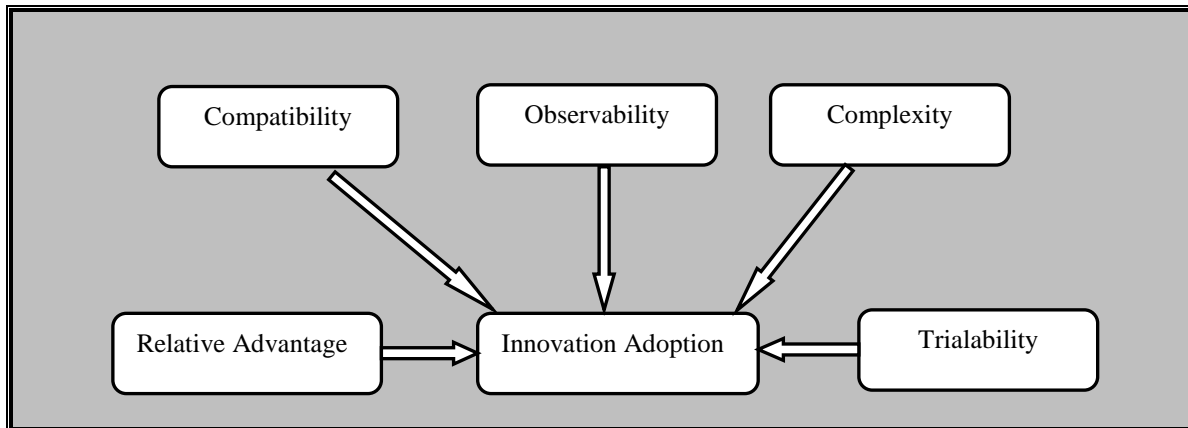 Compatibility
Observability
Complexity
Relative Advantage
Innovation Adoption
Trialability